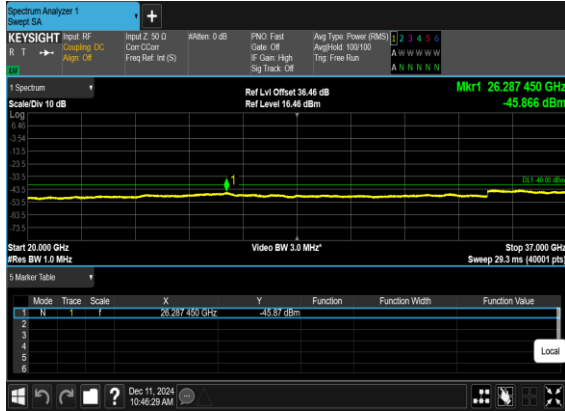 Spectrum Analyzer 1
Swept SA
+
KEYSIGHT Input: RF Input Z: 50 Ω #Atten: 0 dB PNO: Fast Avg Type: Power (RMS) 1 2 3 4 5 6
R T Coupling: DC Corr CCorr Gate: Off Avg|Hold: 100/100 A W W W W W
Align: Off Freq Ref: Int (S) IF Gain: High Trig: Free Run
LNI Sig Track: Off A N N N N N
1 Spectrum Ref Lvl Offset 36.46 dB Mkr1 26.287 450 GHz
Scale/Div 10 dB Ref Level 16.46 dBm -45.866 dBm
Log
6.46
-3.54
-13.5
-23.5
-33.5
1
DL1 -40.00 dBm
-43.5
-53.5
-63.5
-73.5
Start 20.000 GHz Video BW 3.0 MHz* Stop 37.000 GHz
#Res BW 1.0 MHz Sweep 29.3 ms (40001 pts)
5 Marker Table
Mode Trace Scale X Y Function Function Width Function Value
1 N 1 f 26.287 450 GHz -45.87 dBm
2
3
4
5
6
Local
? Dec 11, 2024
10:46:29 AM